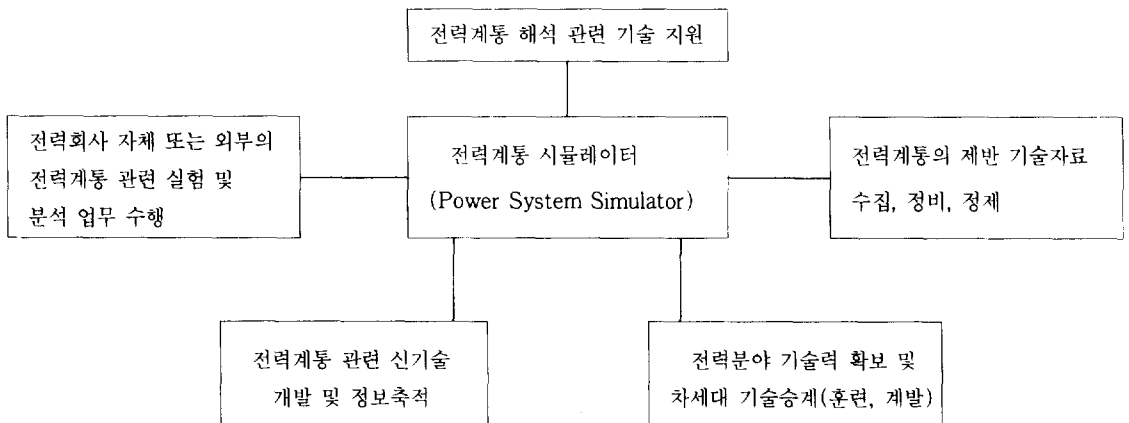 전력계통 해석 관련 기술 지원
전력회사 자체 또는 외부의
전력계통 관련 실험 및
분석 업무 수행
전력계통 시뮬레이터
(Power System Simulator)
전력계통의 제반 기술자료
수집, 정비, 정제
전력계통 관련 신기술
개발 및 정보축적
전력분야 기술력 확보 및
차세대 기술승계(훈련, 계발)